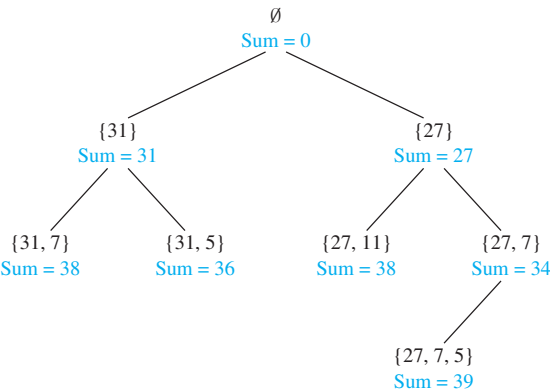 ∅
Sum = 0
{31}
Sum = 31
{27}
Sum = 27
{31, 7}
Sum = 38
{31, 5}
Sum = 36
{27, 11}
Sum = 38
{27, 7}
Sum = 34
{27, 7, 5}
Sum = 39